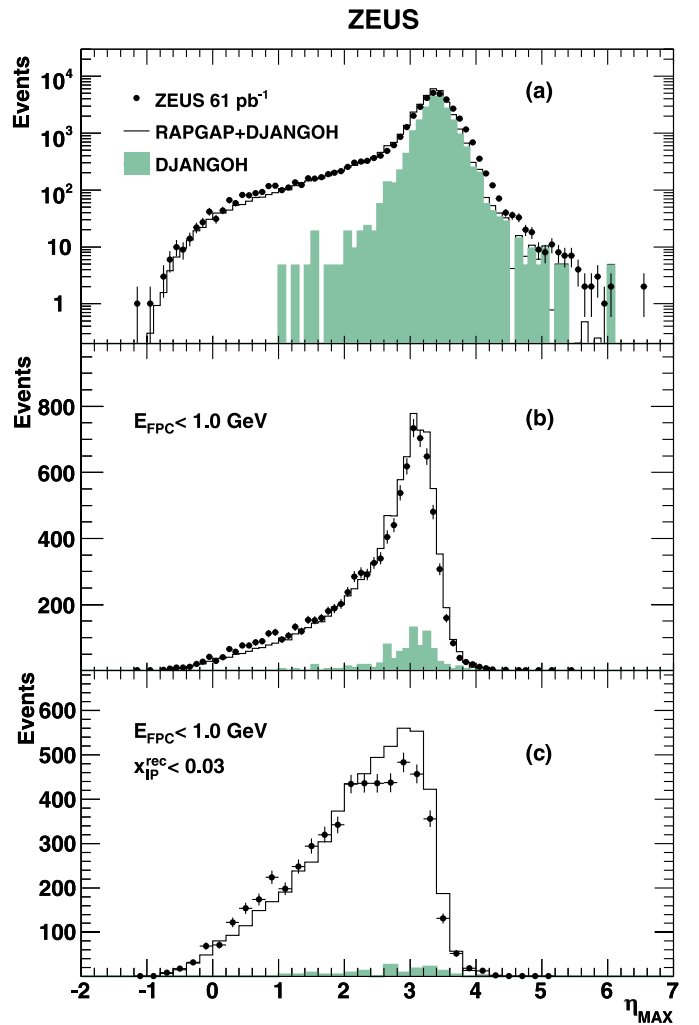 ZEUS
Events
10⁴
10³
10²
10
1
(a)
ZEUS 61 pb⁻¹
RAPGAP+DJANGOH
DJANGOH
Events
800
600
400
200
E_FPC < 1.0 GeV
(b)
Events
600
500
400
300
200
100
E_FPC < 1.0 GeV
x_IP^rec < 0.03
(c)
-2 -1 0 1 2 3 4 5 6 7
η_MAX